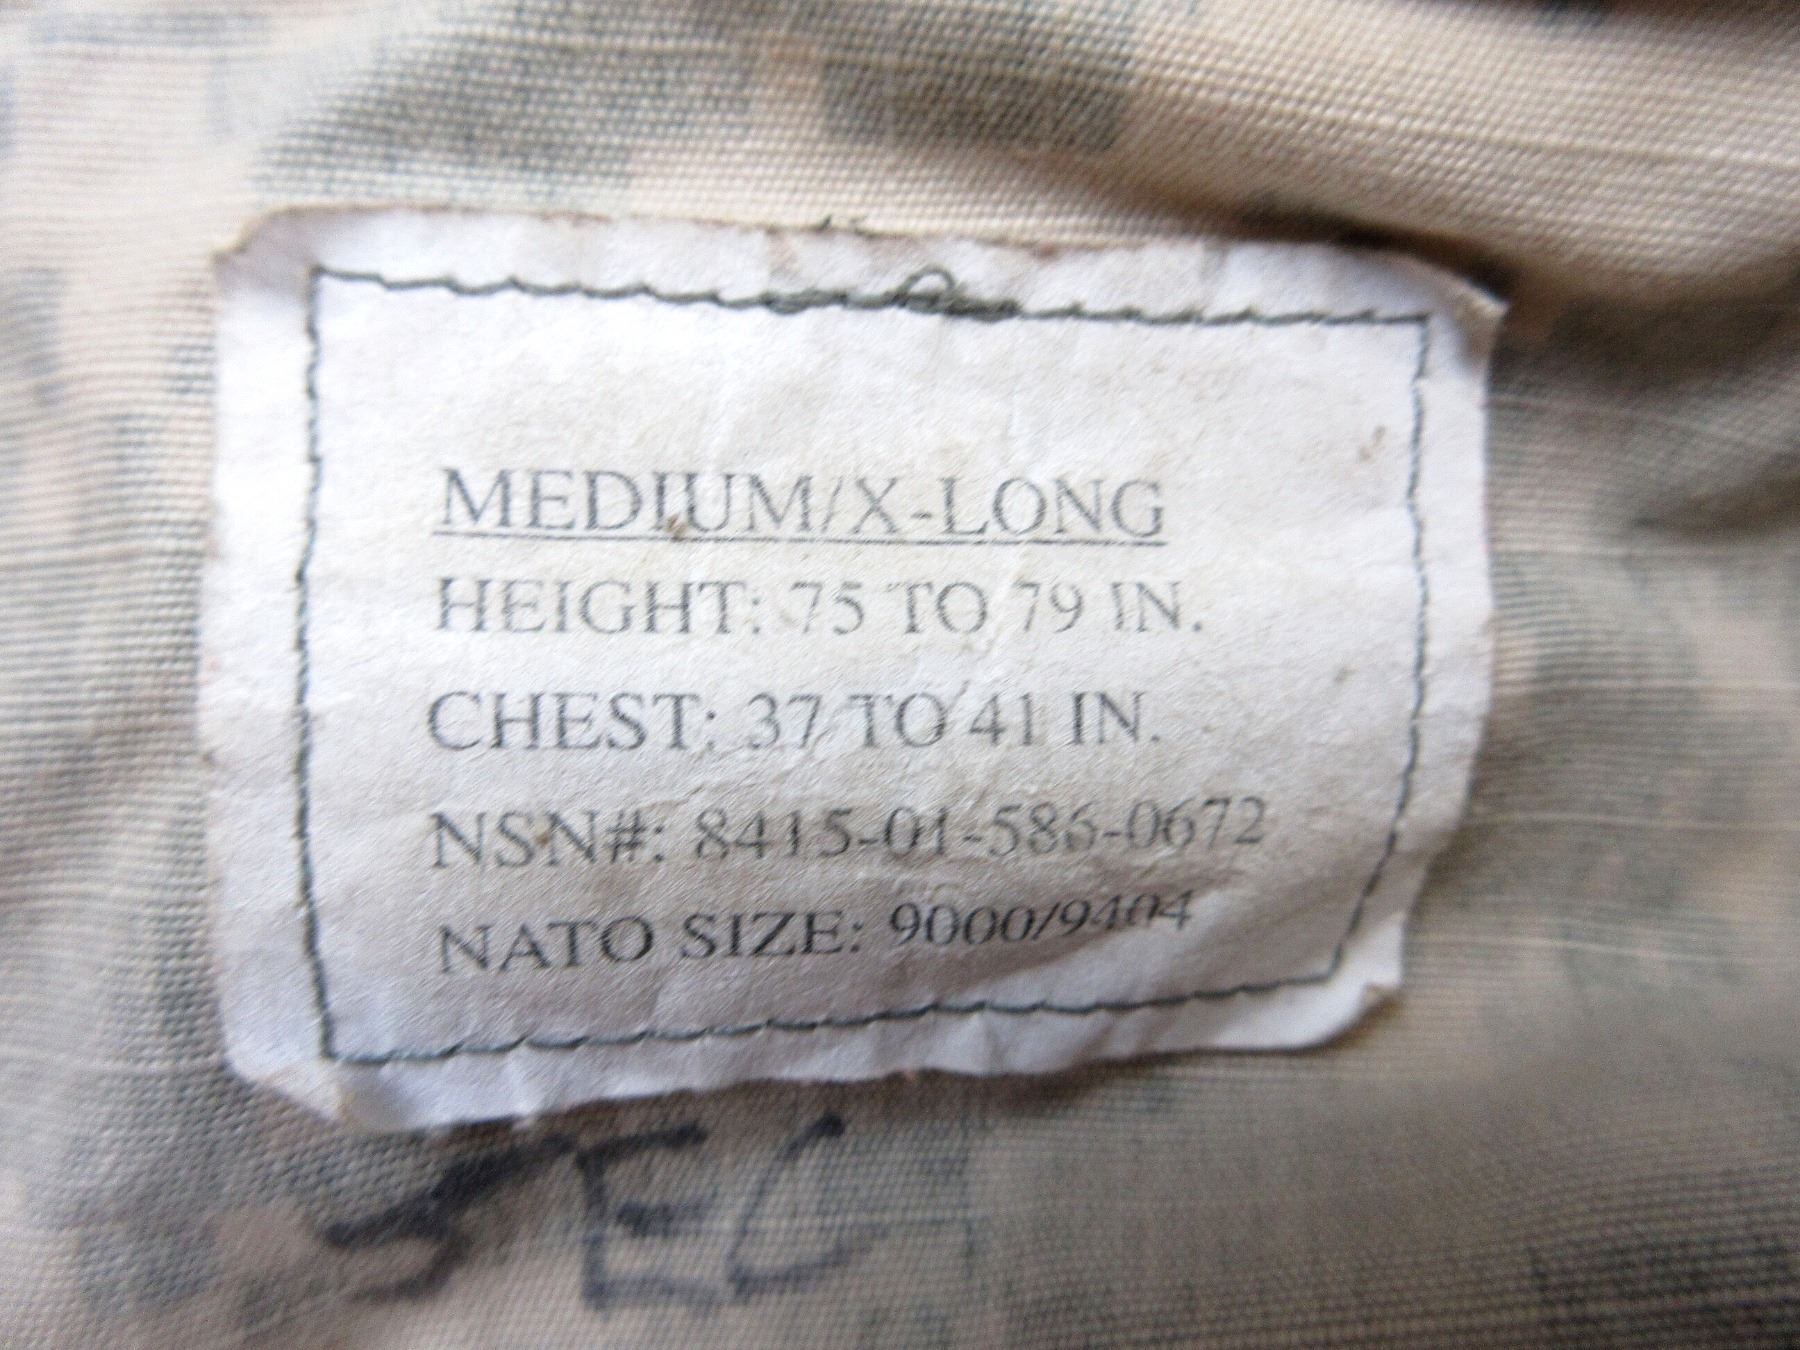 MEDIUM/X-LONG
HEIGHT: 75 TO 79 IN.
CHEST: 37 TO 41 IN.
NSN#: 8415-01-586-0672
NATO SIZE: 9000/9404
SEC